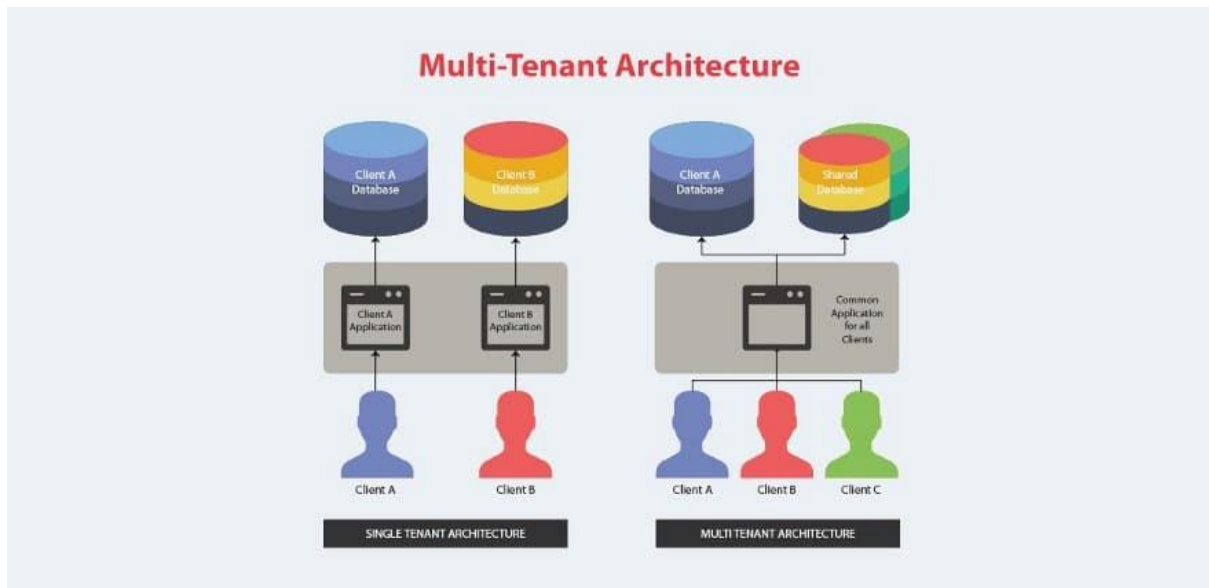 Multi-Tenant Architecture
Client A
Database
Client B
Database
Client A
Database
Shared
Database
Client A
Application
Client B
Application
Common
Application
for all
Clients
Client A
Client B
Client A
Client B
Client C
SINGLE TENANT ARCHITECTURE
MULTI TENANT ARCHITECTURE